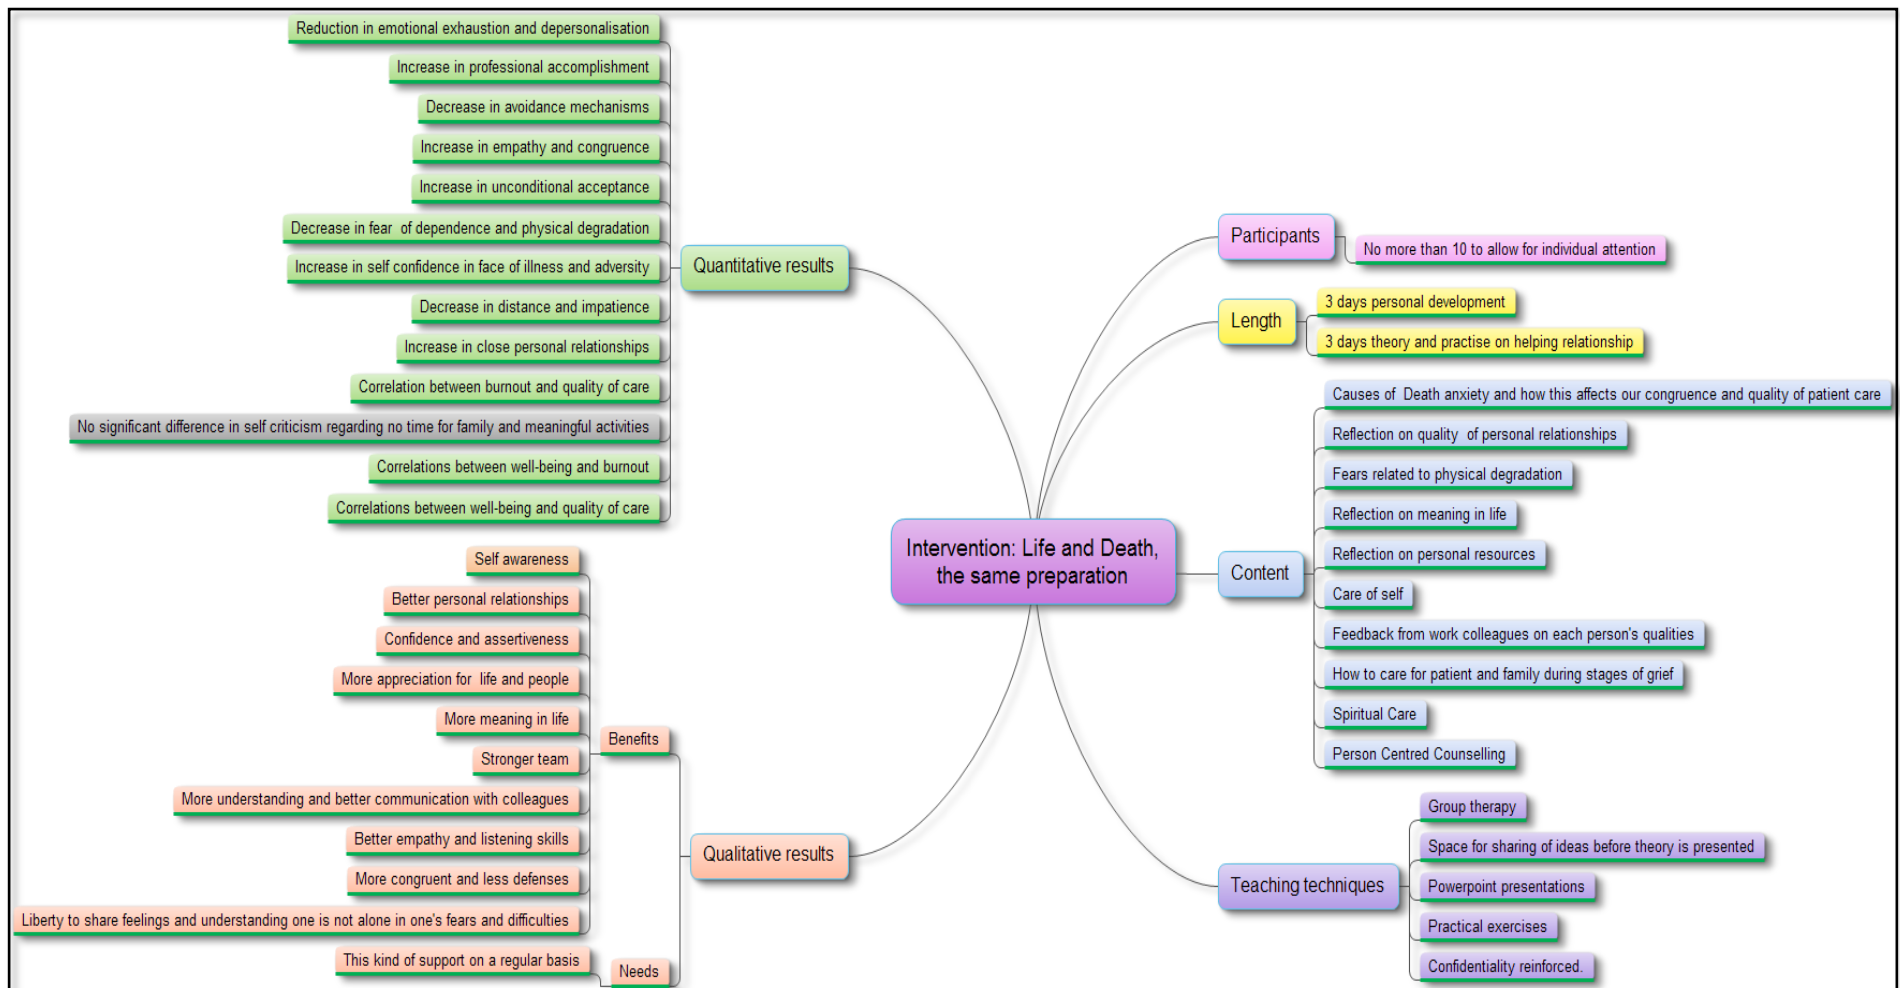 Intervention: Life and Death,
the same preparation
Participants
No more than 10 to allow for individual attention
Length
3 days personal development
3 days theory and practise on helping relationship
Content
Causes of  Death anxiety and how this affects our congruence and quality of patient care
Reflection on quality  of personal relationships
Fears related to physical degradation
Reflection on meaning in life
Reflection on personal resources
Care of self
Feedback from work colleagues on each person's qualities
How to care for patient and family during stages of grief
Spiritual Care
Person Centred Counselling
Teaching techniques
Group therapy
Space for sharing of ideas before theory is presented
Powerpoint presentations
Practical exercises
Confidentiality reinforced.
Quantitative results
Reduction in emotional exhaustion and depersonalisation
Increase in professional accomplishment
Decrease in avoidance mechanisms
Increase in empathy and congruence
Increase in unconditional acceptance
Decrease in fear  of dependence and physical degradation
Increase in self confidence in face of illness and adversity
Decrease in distance and impatience
Increase in close personal relationships
Correlation between burnout and quality of care
No significant difference in self criticism regarding no time for family and meaningful activities
Correlations between well-being and burnout
Correlations between well-being and quality of care
Qualitative results
Benefits
Self awareness
Better personal relationships
Confidence and assertiveness
More appreciation for  life and people
More meaning in life
Stronger team
More understanding and better communication with colleagues
Better empathy and listening skills
More congruent and less defenses
Liberty to share feelings and understanding one is not alone in one's fears and difficulties
Needs
This kind of support on a regular basis